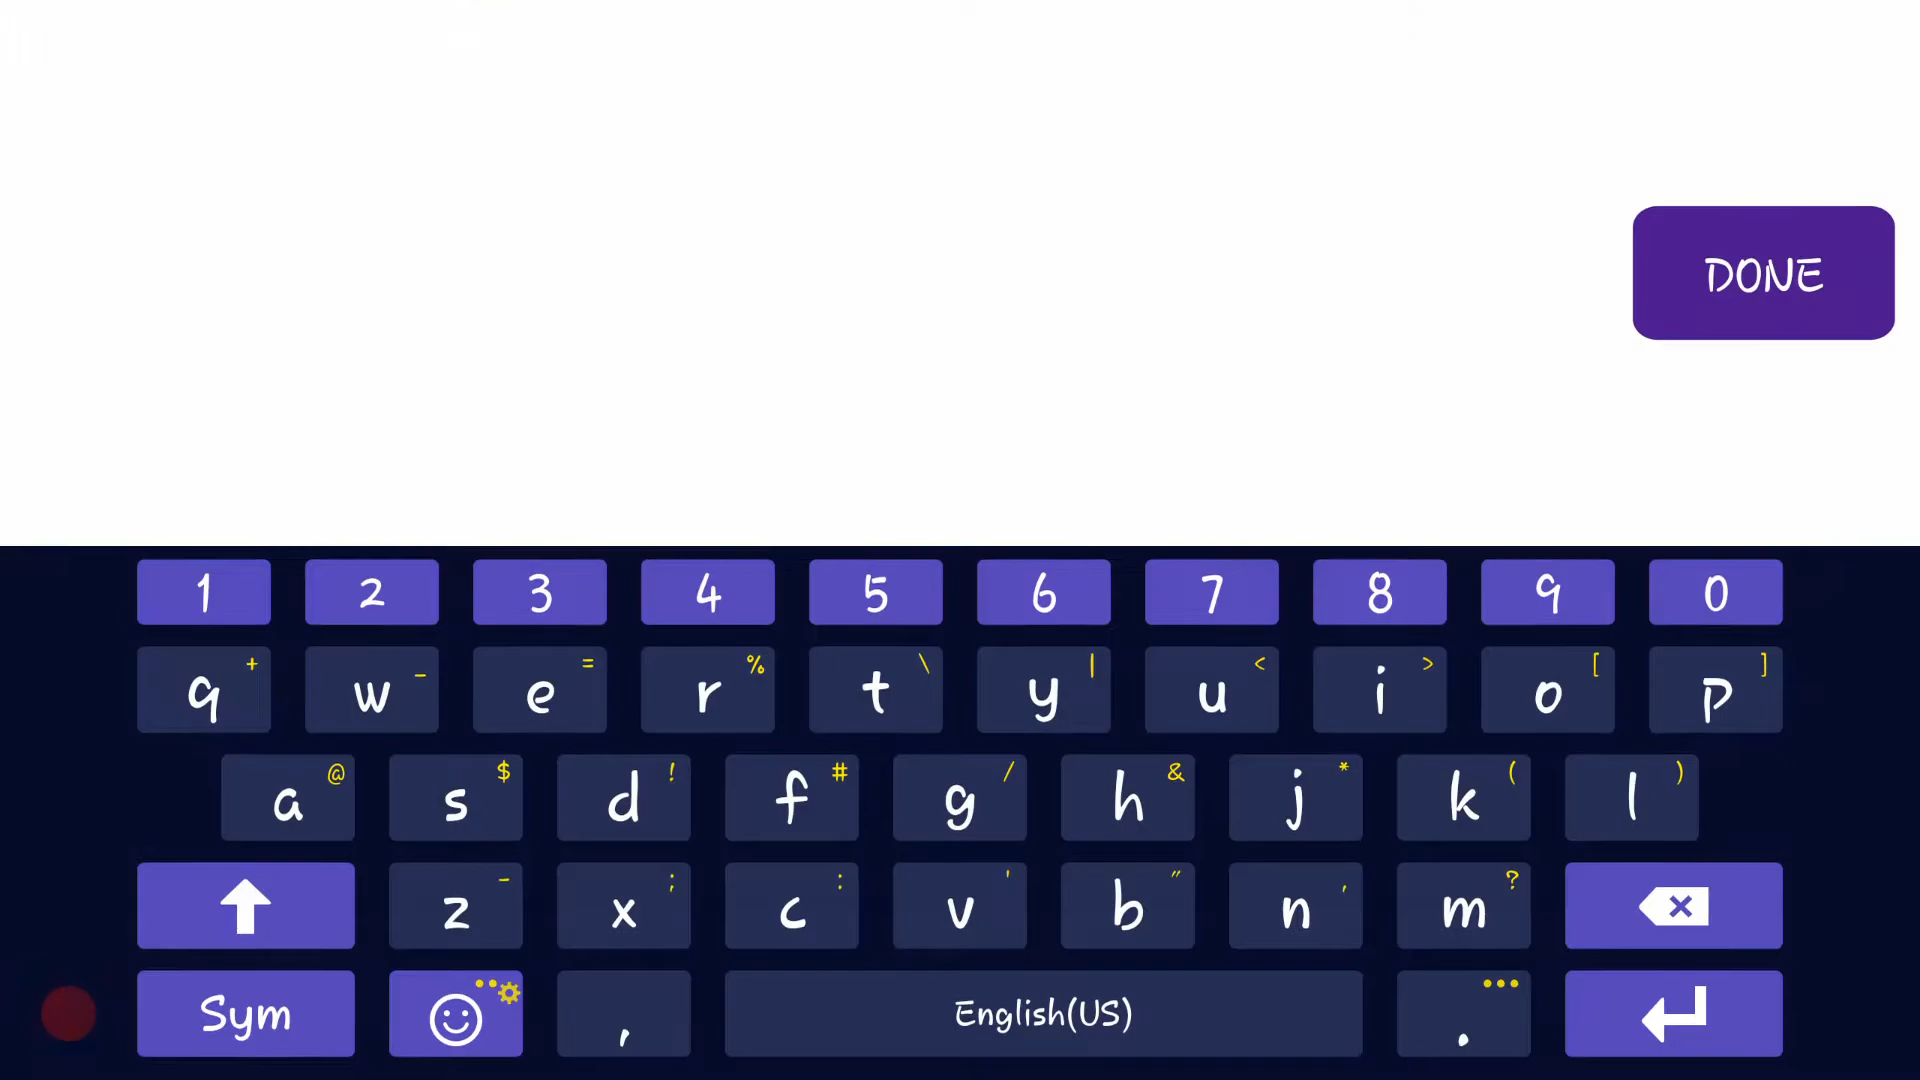 DONE
1 2 3 4 5 6 7 8 9 0
q + w - e = r % t \ y | u < i > o [ p ]
a @ s $ d ! f # g / h & j * k ( l )
z - x ; c : v ' b " n , m ?
Sym , English(US) .